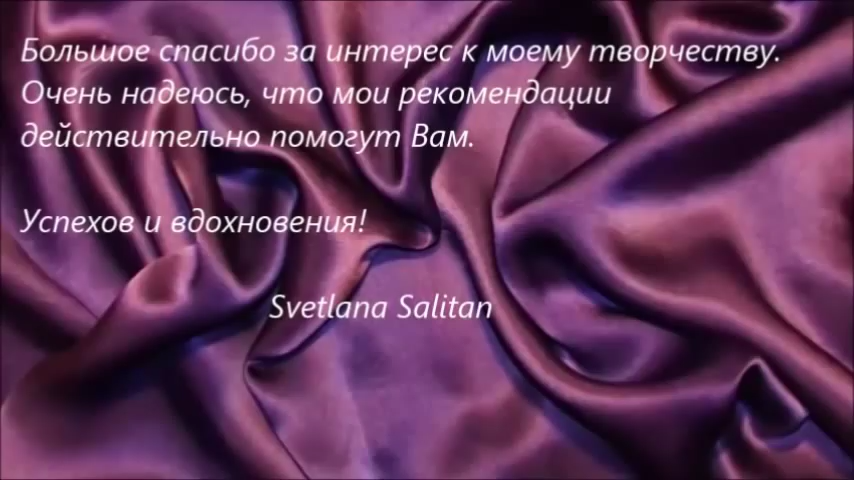 Большое спасибо за интерес к моему творчеству.
Очень надеюсь, что мои рекомендации
действительно помогут Вам.
Успехов и вдохновения!
Svetlana Salitan